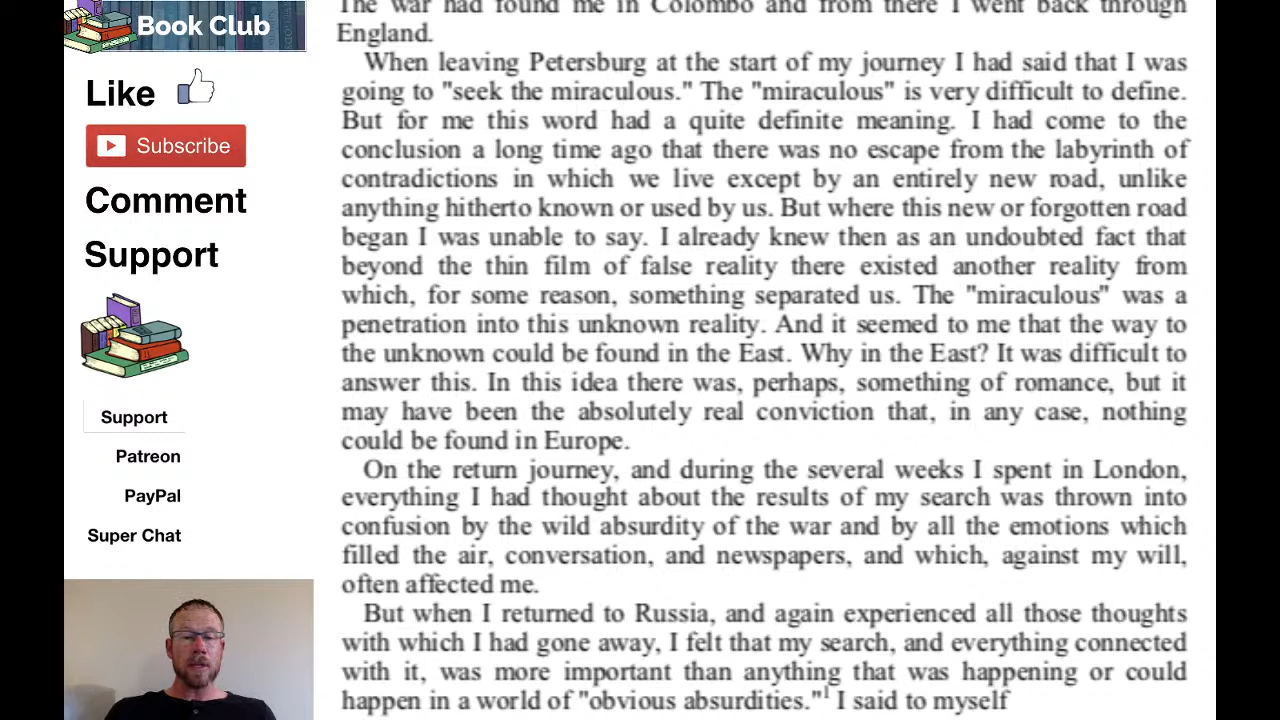 Book Club
Like
Subscribe
Comment
Support
Support
Patreon
PayPal
Super Chat
The war had found me in Colombo and from there I went back through
England.
When leaving Petersburg at the start of my journey I had said that I was
going to "seek the miraculous." The "miraculous" is very difficult to define.
But for me this word had a quite definite meaning. I had come to the
conclusion a long time ago that there was no escape from the labyrinth of
contradictions in which we live except by an entirely new road, unlike
anything hitherto known or used by us. But where this new or forgotten road
began I was unable to say. I already knew then as an undoubted fact that
beyond the thin film of false reality there existed another reality from
which, for some reason, something separated us. The "miraculous" was a
penetration into this unknown reality. And it seemed to me that the way to
the unknown could be found in the East. Why in the East? It was difficult to
answer this. In this idea there was, perhaps, something of romance, but it
may have been the absolutely real conviction that, in any case, nothing
could be found in Europe.
On the return journey, and during the several weeks I spent in London,
everything I had thought about the results of my search was thrown into
confusion by the wild absurdity of the war and by all the emotions which
filled the air, conversation, and newspapers, and which, against my will,
often affected me.
But when I returned to Russia, and again experienced all those thoughts
with which I had gone away, I felt that my search, and everything connected
with it, was more important than anything that was happening or could
happen in a world of "obvious absurdities."¹ I said to myself